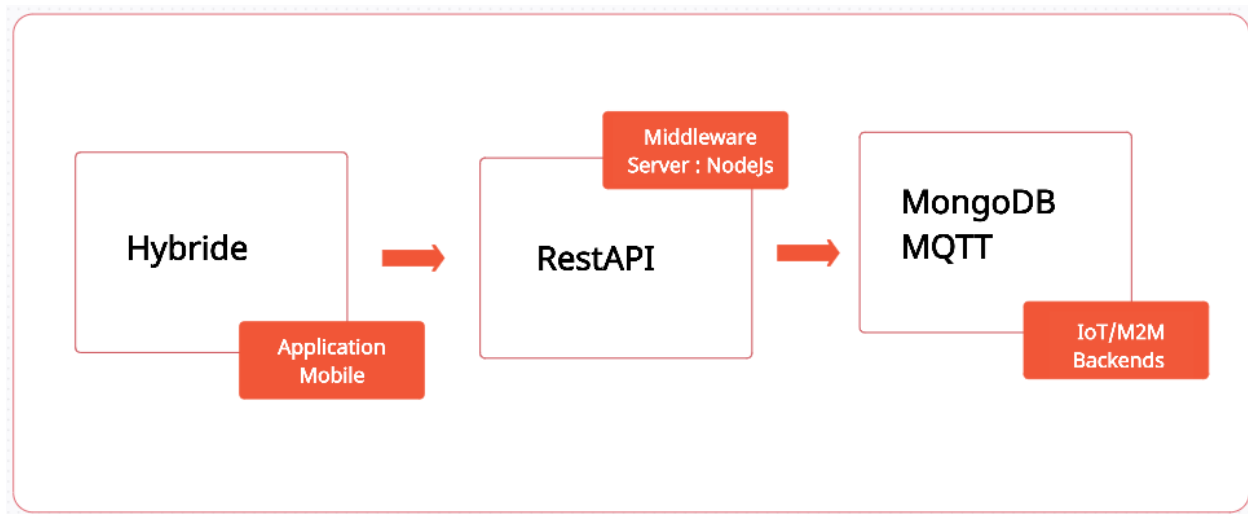 Hybride
Application
Mobile
Middleware
Server : NodeJs
RestAPI
MongoDB
MQTT
IoT/M2M
Backends